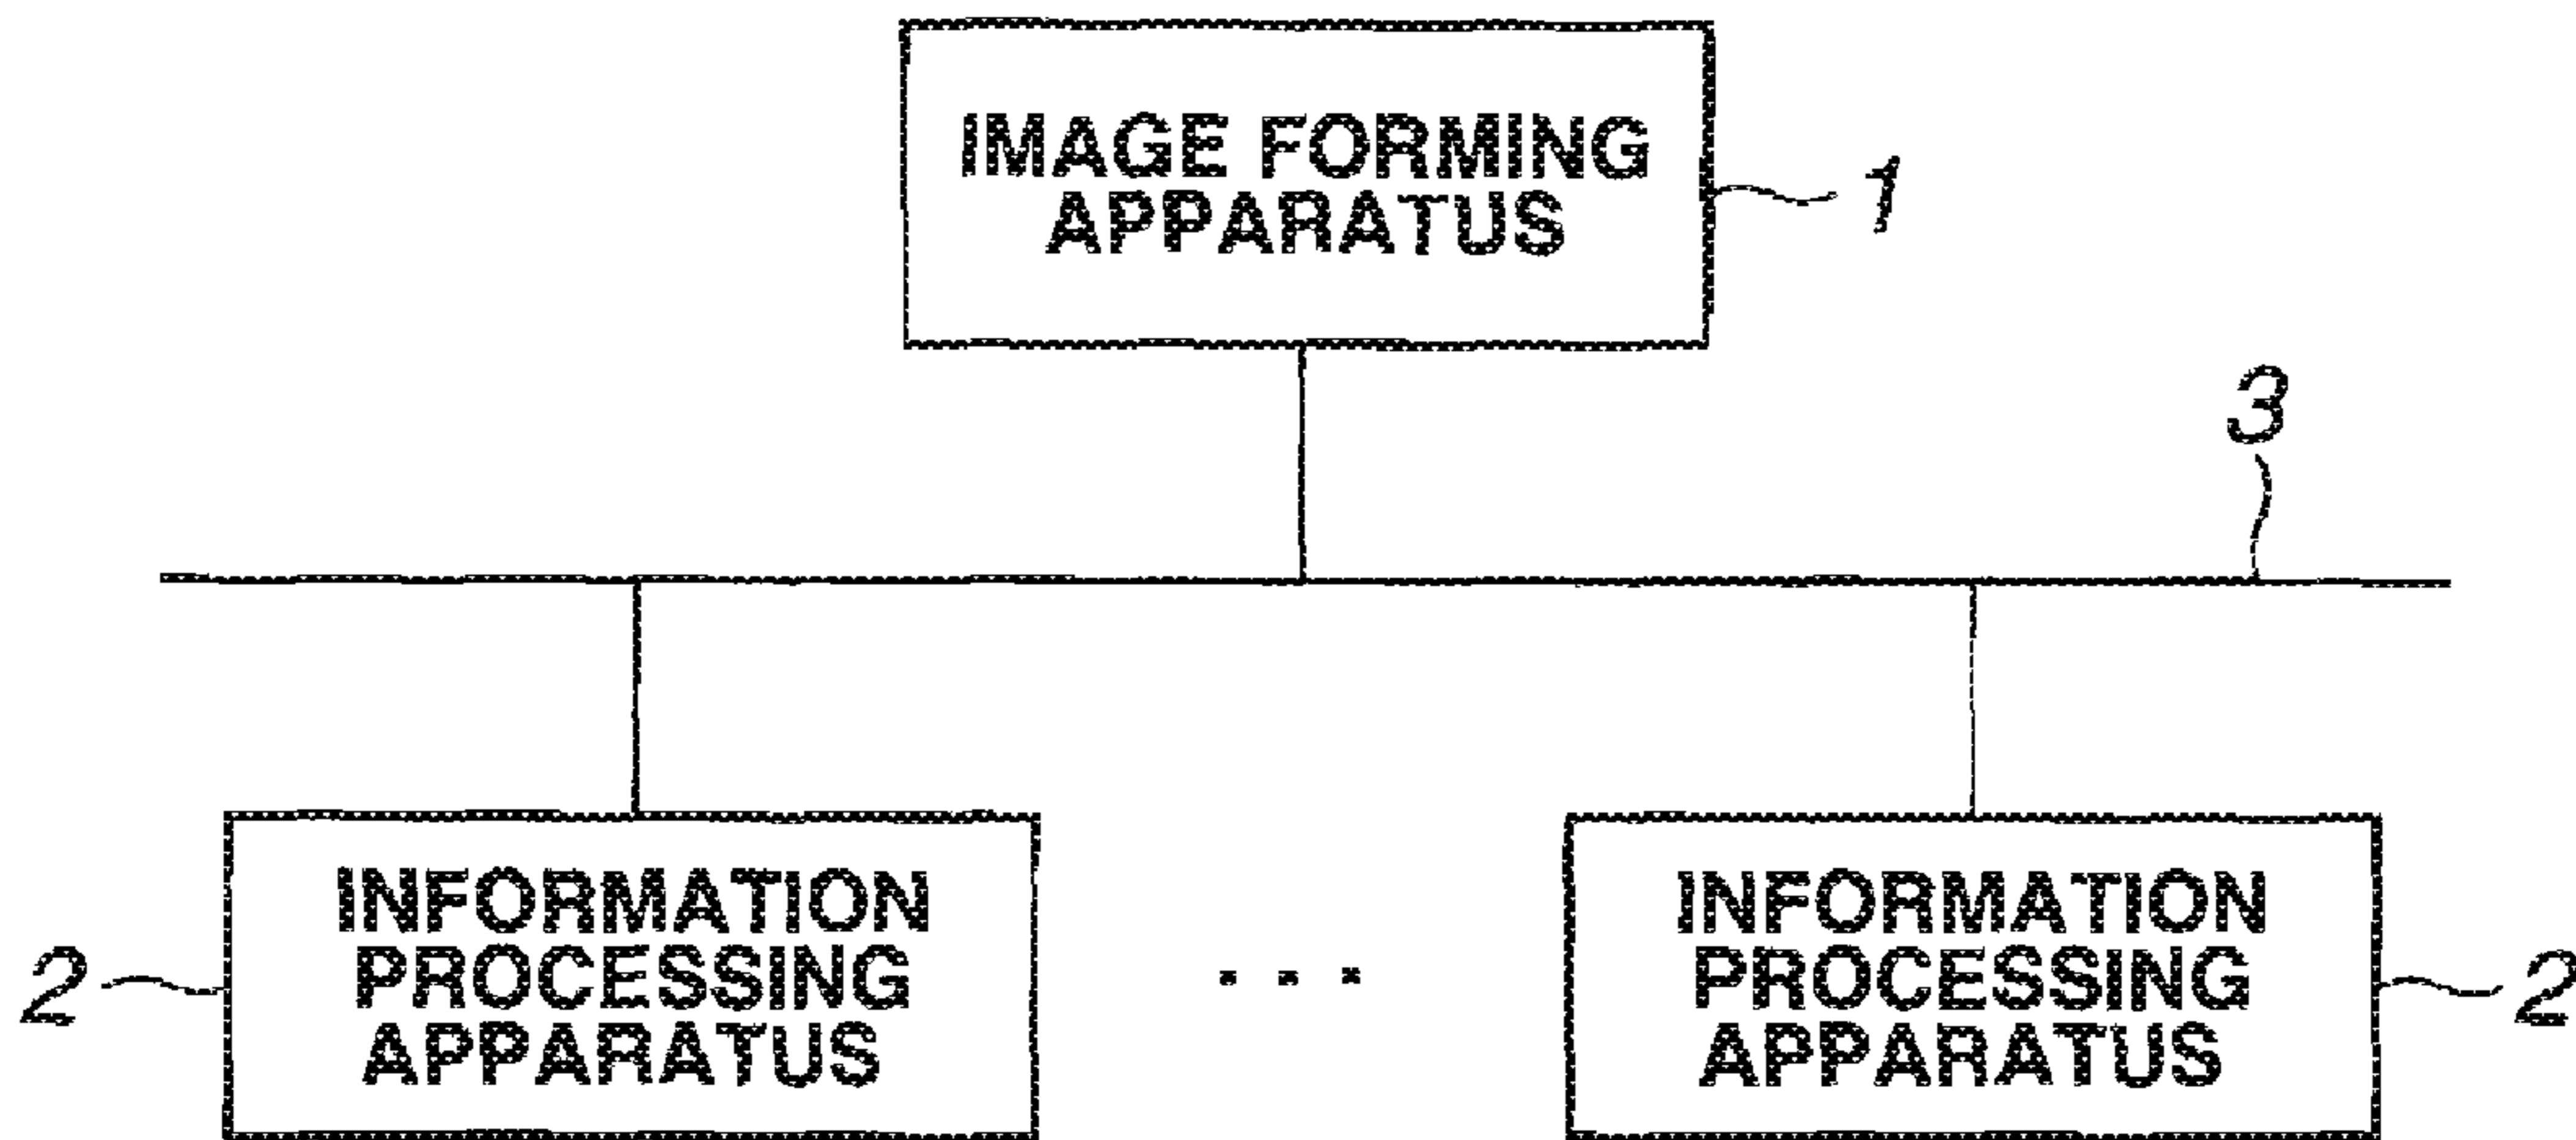 IMAGE FORMING
APPARATUS
1
3
INFORMATION
PROCESSING
APPARATUS
2
. . .
INFORMATION
PROCESSING
APPARATUS
2